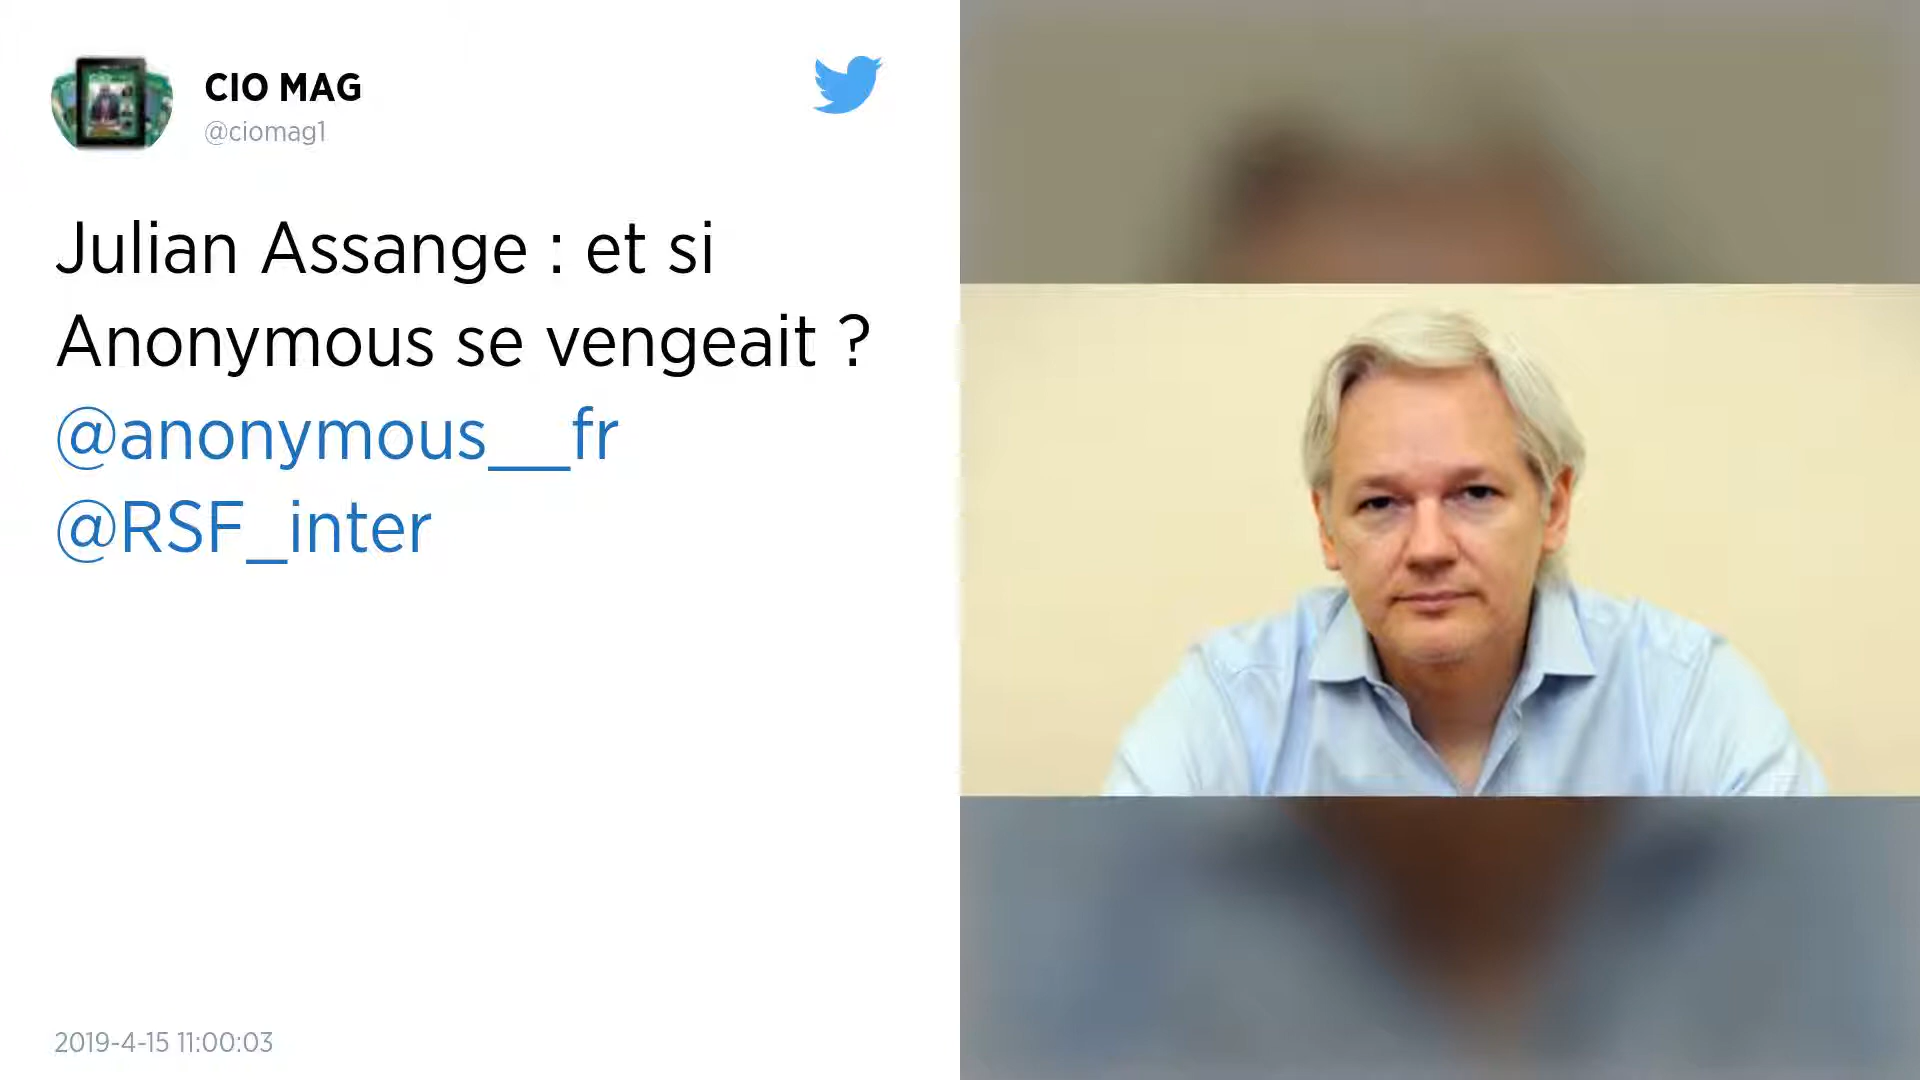 CIO MAG
@ciomag1
Julian Assange : et si
Anonymous se vengeait ?
@anonymous__fr
@RSF_inter
2019-4-15 11:00:03